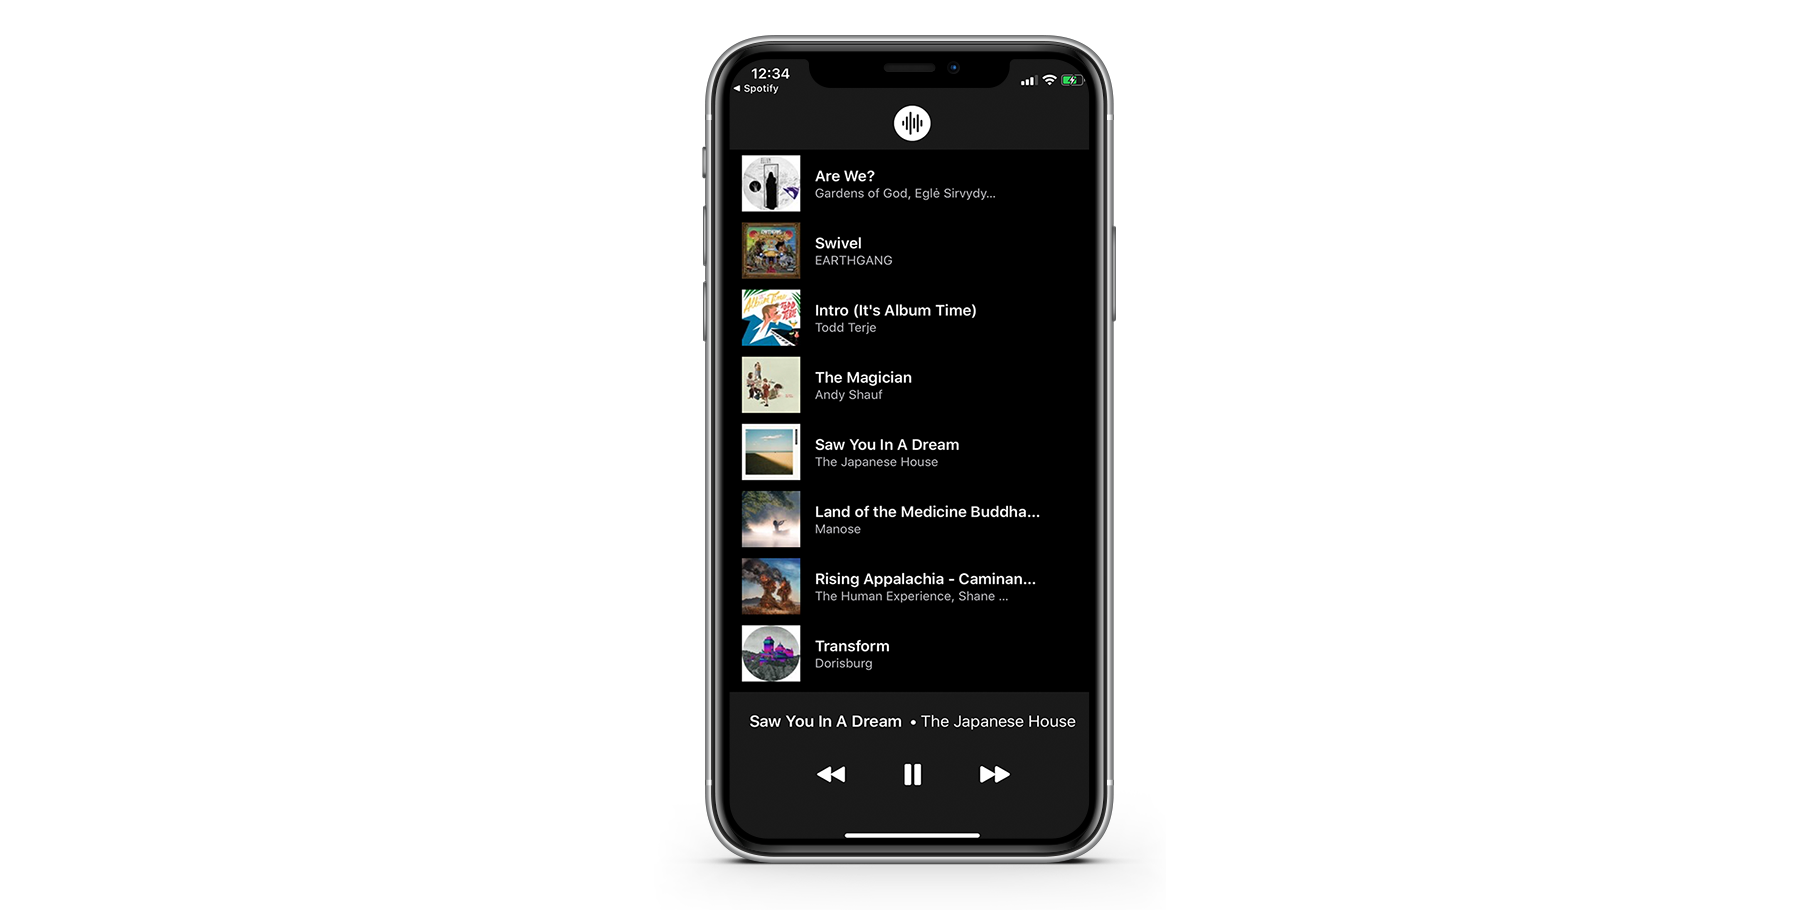 12:34
◀ Spotify
Are We?
Gardens of God, Eglė Sirvydy...
Swivel
EARTHGANG
Intro (It's Album Time)
Todd Terje
The Magician
Andy Shauf
Saw You In A Dream
The Japanese House
Land of the Medicine Buddha...
Manose
Rising Appalachia - Caminan...
The Human Experience, Shane ...
Transform
Dorisburg
Saw You In A Dream • The Japanese House